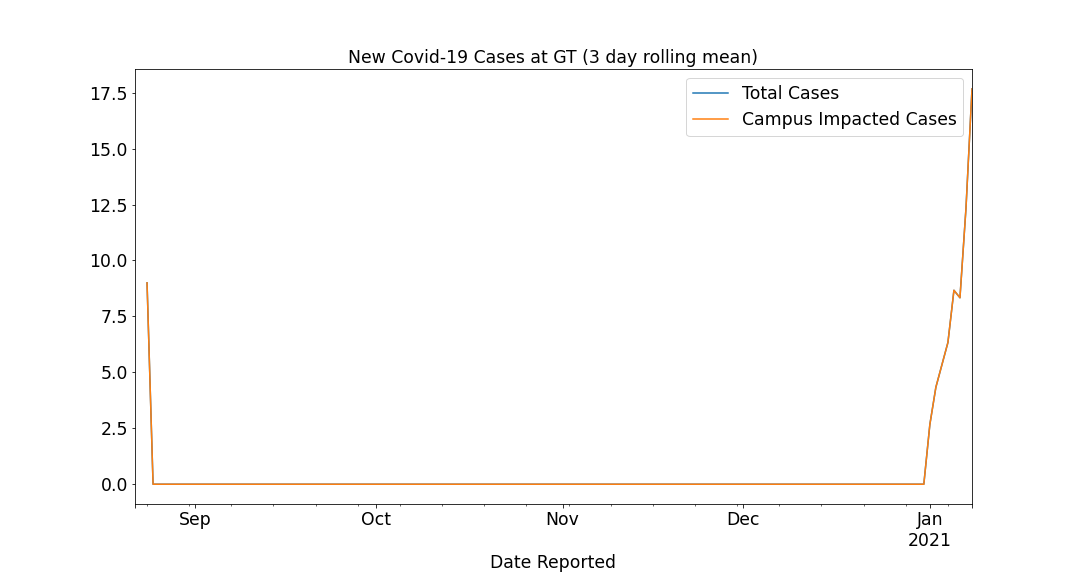 New Covid-19 Cases at GT (3 day rolling mean)
Total Cases
Campus Impacted Cases
17.5
15.0
12.5
10.0
7.5
5.0
2.5
0.0
Sep
Oct
Nov
Dec
Jan
2021
Date Reported